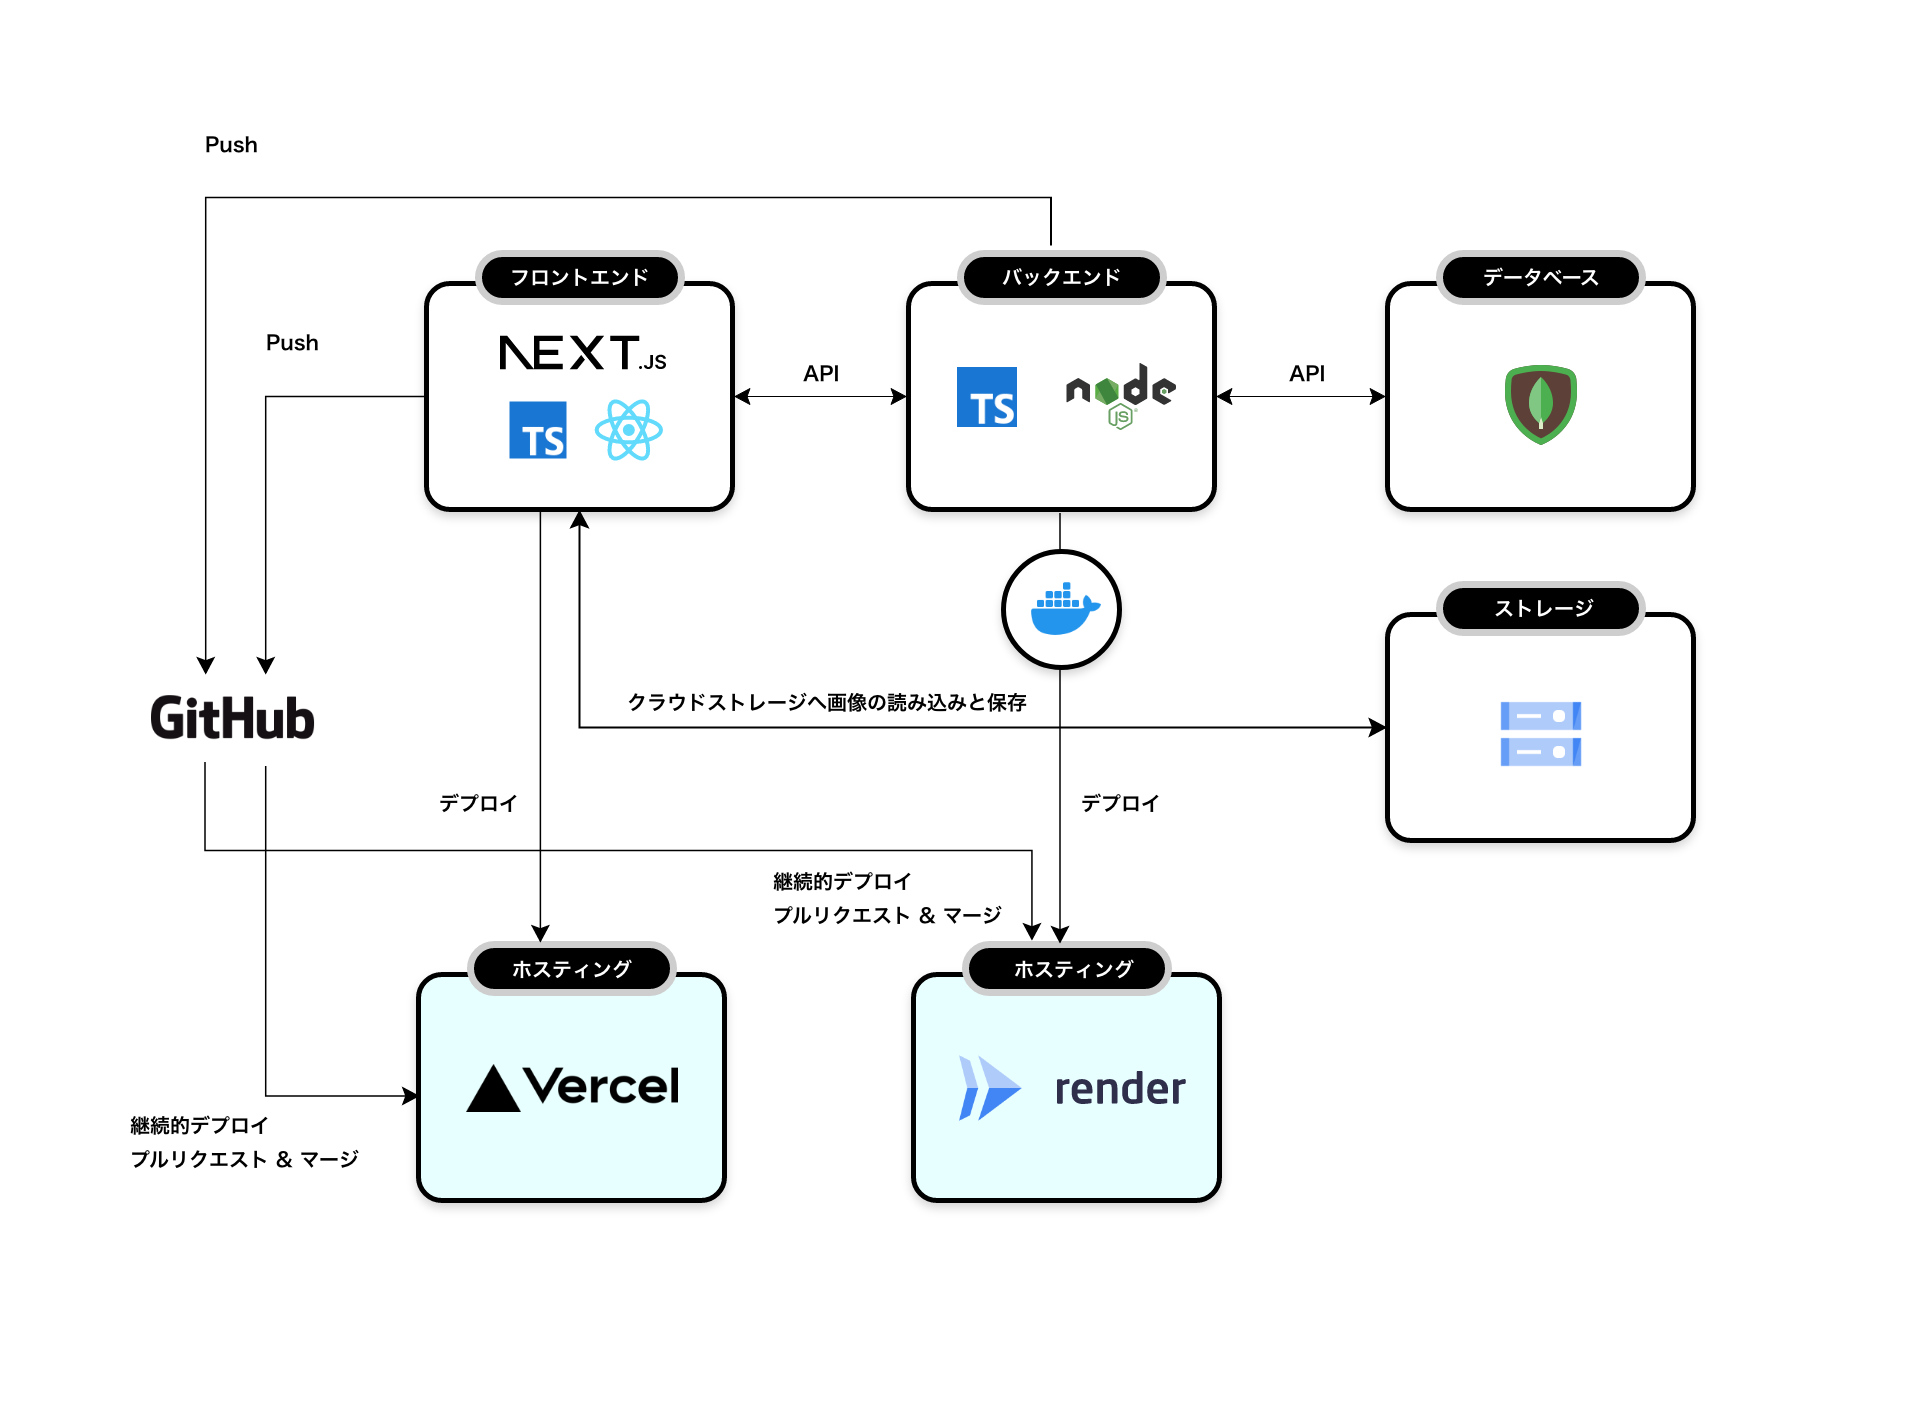 Push
フロントエンド
バックエンド
データベース
Push
NEXT.JS
TS
API
TS
node
JS
API
ストレージ
クラウドストレージへ画像の読み込みと保存
GitHub
デプロイ
デプロイ
継続的デプロイ
プルリクエスト & マージ
ホスティング
ホスティング
Vercel
render
継続的デプロイ
プルリクエスト & マージ